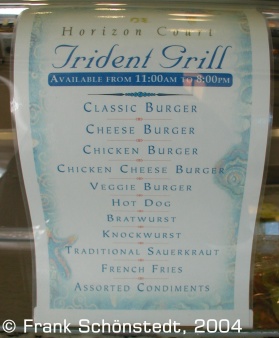 Horizon Court
Trident Grill
Available from 11:00am to 8:00pm
Classic Burger
Cheese Burger
Chicken Burger
Chicken Cheese Burger
Veggie Burger
Hot Dog
Bratwurst
Knockwurst
Traditional Sauerkraut
French Fries
Assorted Condiments
© Frank Schönstedt, 2004